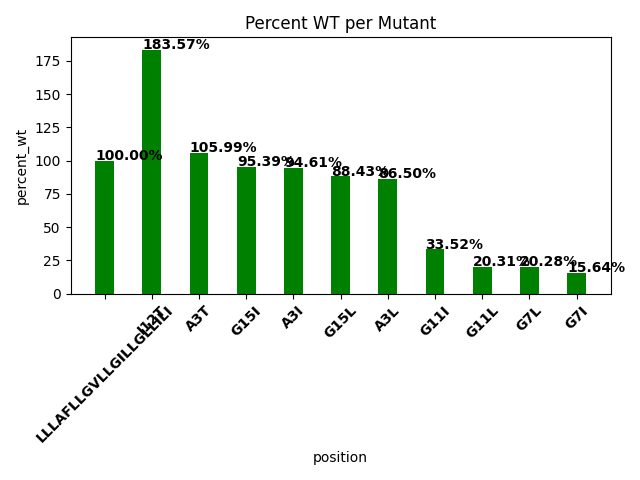 Percent WT per Mutant
percent_wt
175
150
125
100
75
50
25
0
100.00%
183.57%
105.99%
95.39%
94.61%
88.43%
86.50%
33.52%
20.31%
20.28%
15.64%
LLLAFLLGVLLGILLGLLILI
I12T
A3T
G15I
A3I
G15L
A3L
G11I
G11L
G7L
G7I
position